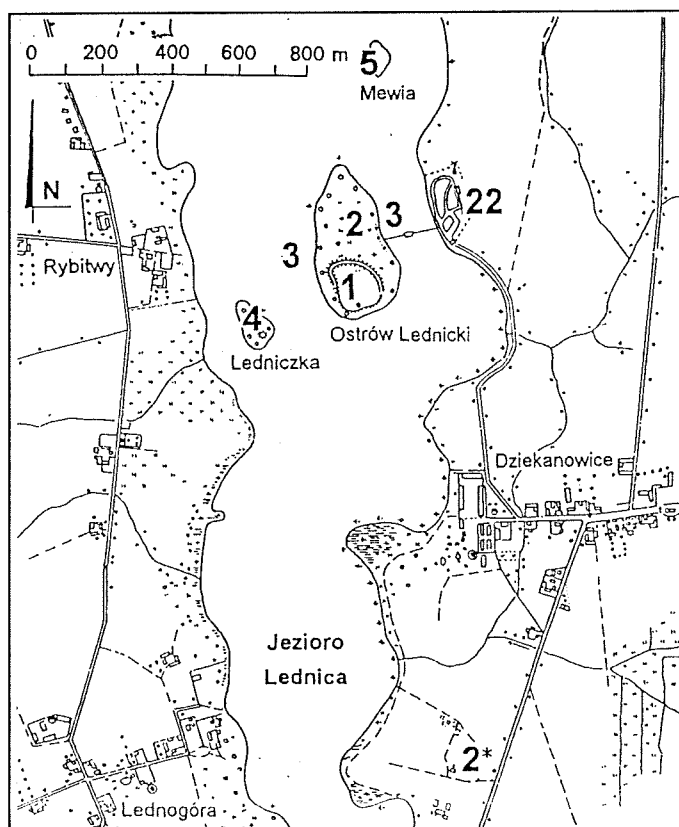 0 200 400 600 800 m
5
Mewia
N
22
2
3
3
Rybitwy
1
4
Ostrów Lednicki
Ledniczka
Dziekanowice
Jezioro
Lednica
2*
Lednogóra